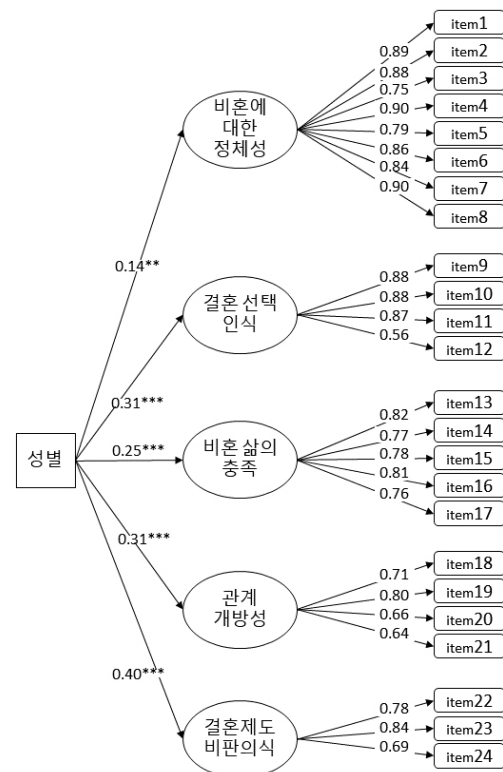 item1
0.89
item2
0.88
비혼에
대한
정체성
0.75
item3
0.90
item4
0.79
item5
0.86
item6
0.84
item7
0.90
item8
0.14**
결혼 선택
인식
0.88
item9
0.88
item10
0.87
item11
0.56
item12
0.31***
성별
0.25***
비혼 삶의
충족
0.82
item13
0.77
item14
0.78
item15
0.81
item16
0.76
item17
0.31***
관계
개방성
0.71
item18
0.80
item19
0.66
item20
0.64
item21
0.40***
결혼제도
비판의식
0.78
item22
0.84
item23
0.69
item24